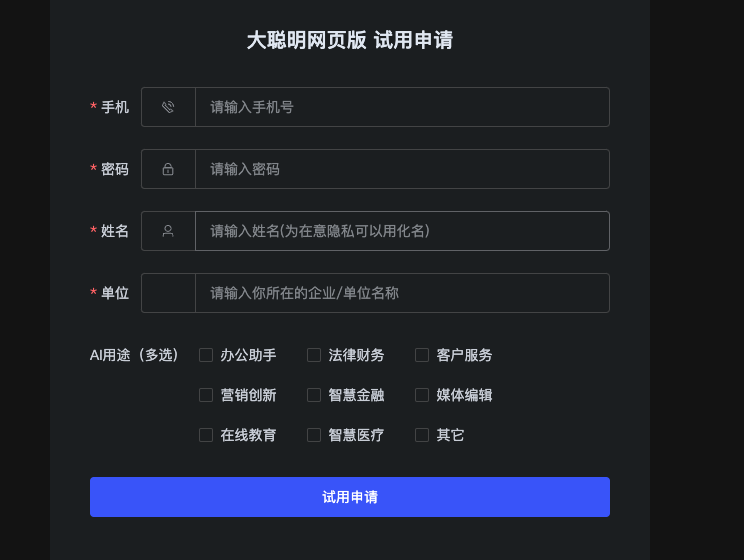 大聪明网页版 试用申请
* 手机 请输入手机号
* 密码 请输入密码
* 姓名 请输入姓名(为在意隐私可以用化名)
* 单位 请输入你所在的企业/单位名称
AI用途（多选） 办公助手 法律财务 客户服务
营销创新 智慧金融 媒体编辑
在线教育 智慧医疗 其它
试用申请